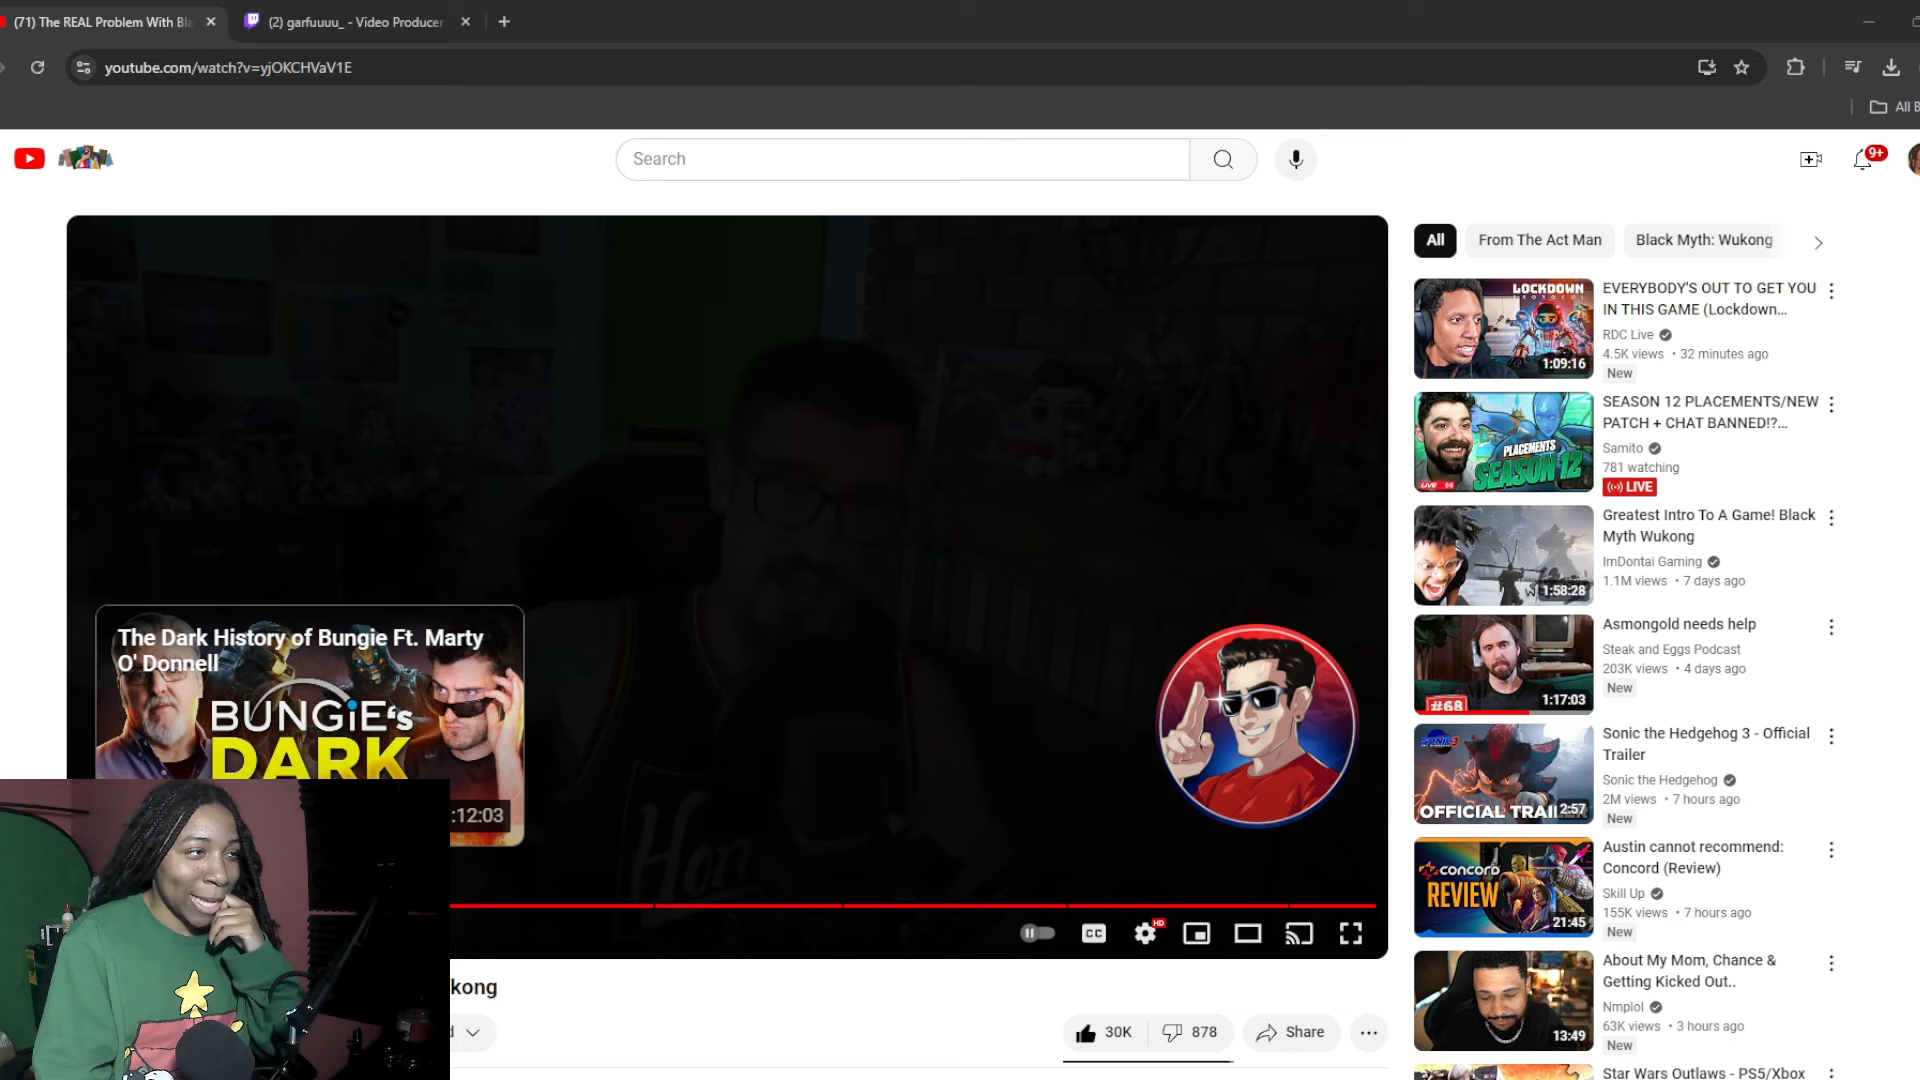 (71) The REAL Problem With Bla
(2) garfuuuu_ - Video Producer
youtube.com/watch?v=yjOKCHVaV1E
All B
Search
9+
The Dark History of Bungie Ft. Marty
O' Donnell
BUNGiE's
DARK
:12:03
Hor
CC
HD
kong
d
30K
878
Share
All
From The Act Man
Black Myth: Wukong
LOCKDOWN
PROTOCOL
1:09:16
EVERYBODY'S OUT TO GET YOU
IN THIS GAME (Lockdown...
RDC Live
4.5K views • 32 minutes ago
New
PLACEMENTS
SEASON 12
LIVE
SEASON 12 PLACEMENTS/NEW
PATCH + CHAT BANNED!?...
Samito
781 watching
LIVE
1:58:28
Greatest Intro To A Game! Black
Myth Wukong
ImDontai Gaming
1.1M views • 7 days ago
#68
1:17:03
Asmongold needs help
Steak and Eggs Podcast
203K views • 4 days ago
New
SONIC 3
OFFICIAL TRAI
2:57
Sonic the Hedgehog 3 - Official
Trailer
Sonic the Hedgehog
2M views • 7 hours ago
New
CONCORD
REVIEW
21:45
Austin cannot recommend:
Concord (Review)
Skill Up
155K views • 7 hours ago
New
13:49
About My Mom, Chance &
Getting Kicked Out..
Nmplol
63K views • 3 hours ago
New
Star Wars Outlaws - PS5/Xbox